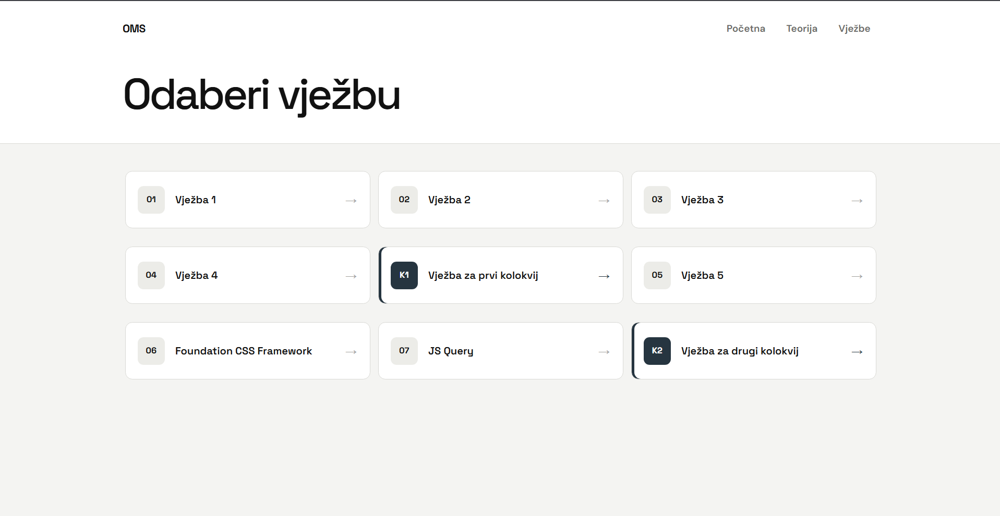 OMS
Početna
Teorija
Vježbe
Odaberi vježbu
01
Vježba 1
→
02
Vježba 2
→
03
Vježba 3
→
04
Vježba 4
→
K1
Vježba za prvi kolokvij
→
05
Vježba 5
→
06
Foundation CSS Framework
→
07
JS Query
→
K2
Vježba za drugi kolokvij
→